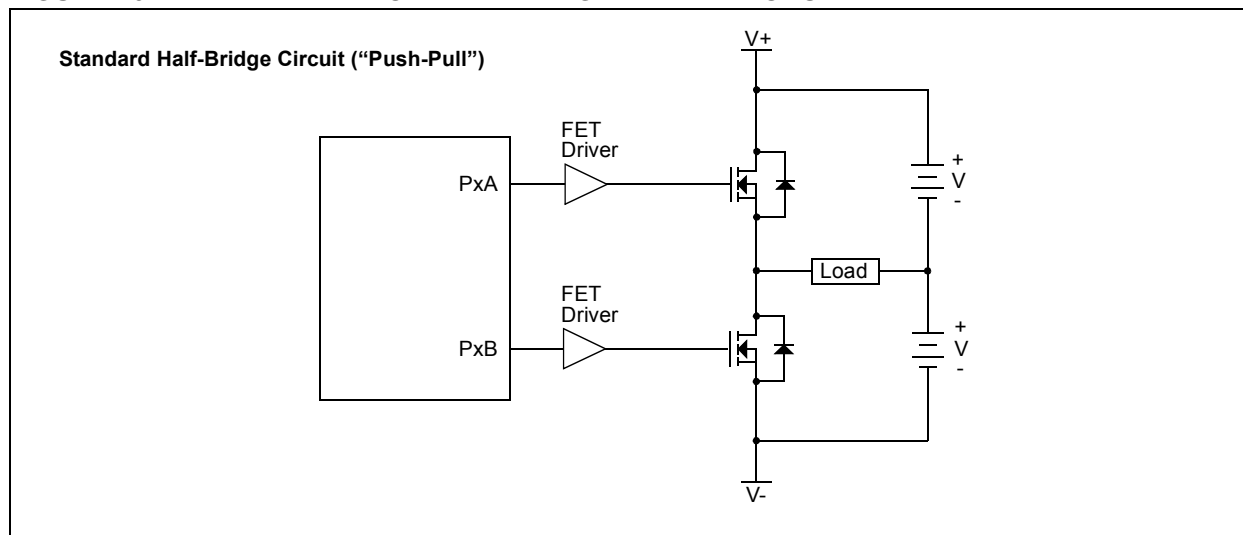 Standard Half-Bridge Circuit (“Push-Pull”)
V+
FET
Driver
PxA
+
V
-
Load
FET
Driver
PxB
+
V
-
V-